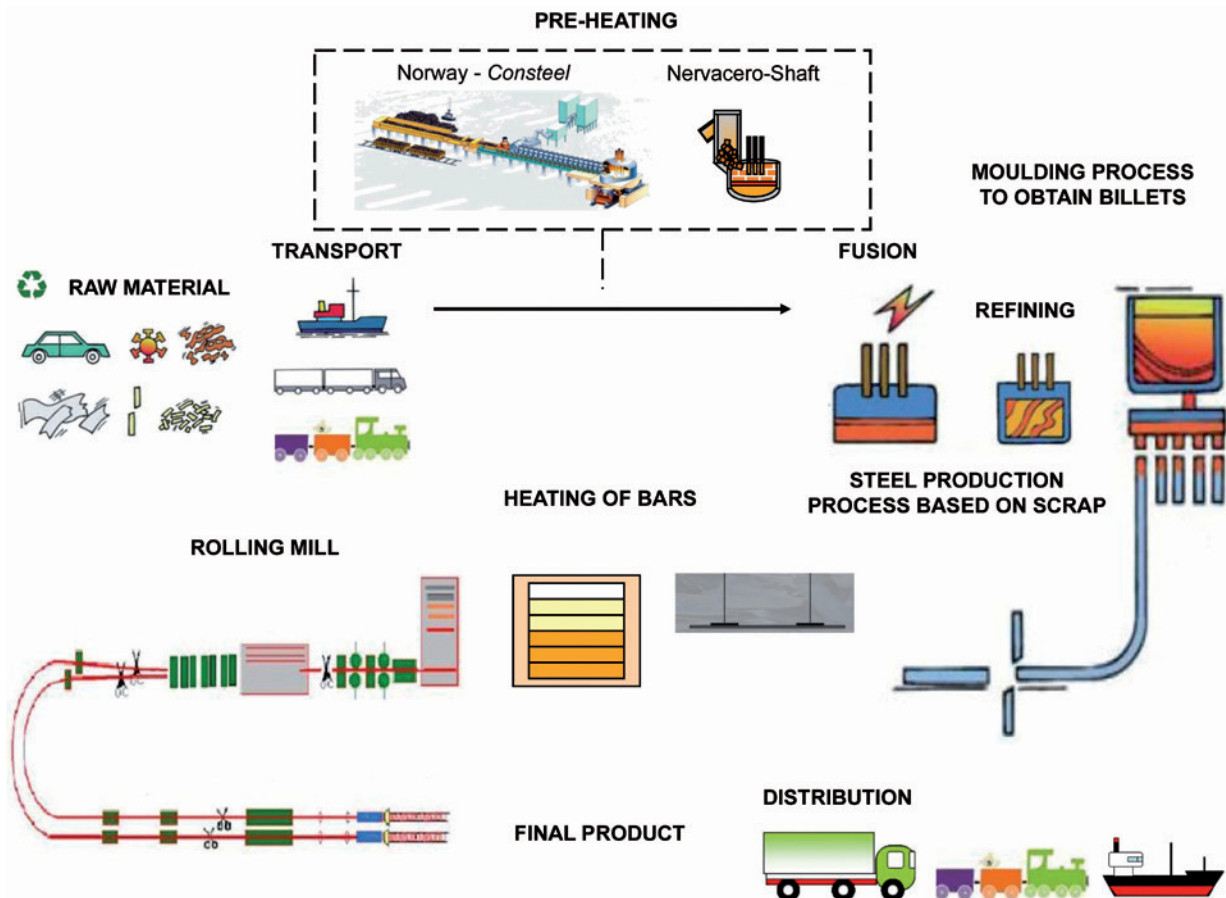 PRE-HEATING
Norway - Consteel
Nervacero-Shaft
MOULDING PROCESS
TO OBTAIN BILLETS
TRANSPORT
FUSION
RAW MATERIAL
REFINING
STEEL PRODUCTION
PROCESS BASED ON SCRAP
HEATING OF BARS
ROLLING MILL
DISTRIBUTION
FINAL PRODUCT